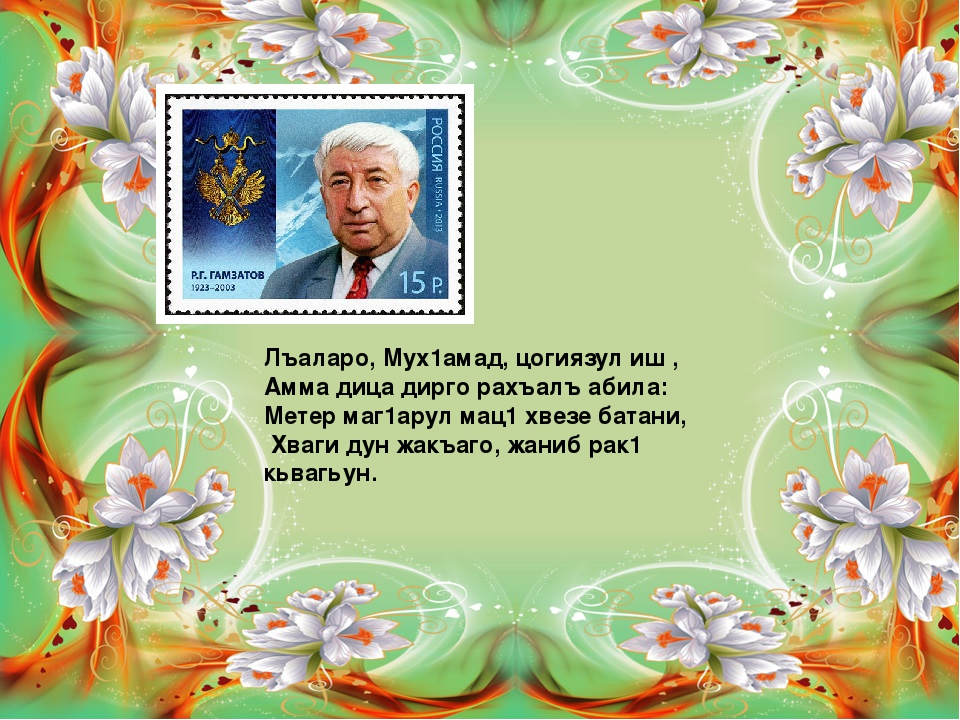 РОССИЯ RUSSIA • 2013
Р.Г. ГАМЗАТОВ
1923–2003
15 Р.
Лъаларо, Мух1амад, цогиязул иш ,
Амма дица дирго рахъалъ абила:
Метер маг1арул мац1 хвезе батани,
Хваги дун жакъаго, жаниб рак1
кьвагьун.